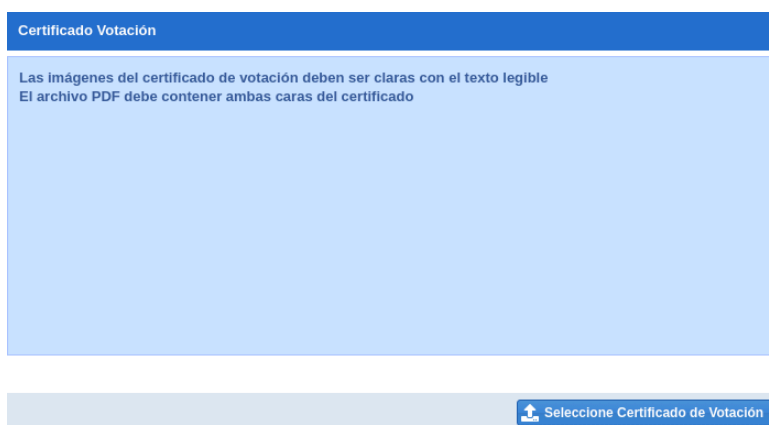 Certificado Votación
Las imágenes del certificado de votación deben ser claras con el texto legible
El archivo PDF debe contener ambas caras del certificado
Seleccione Certificado de Votación